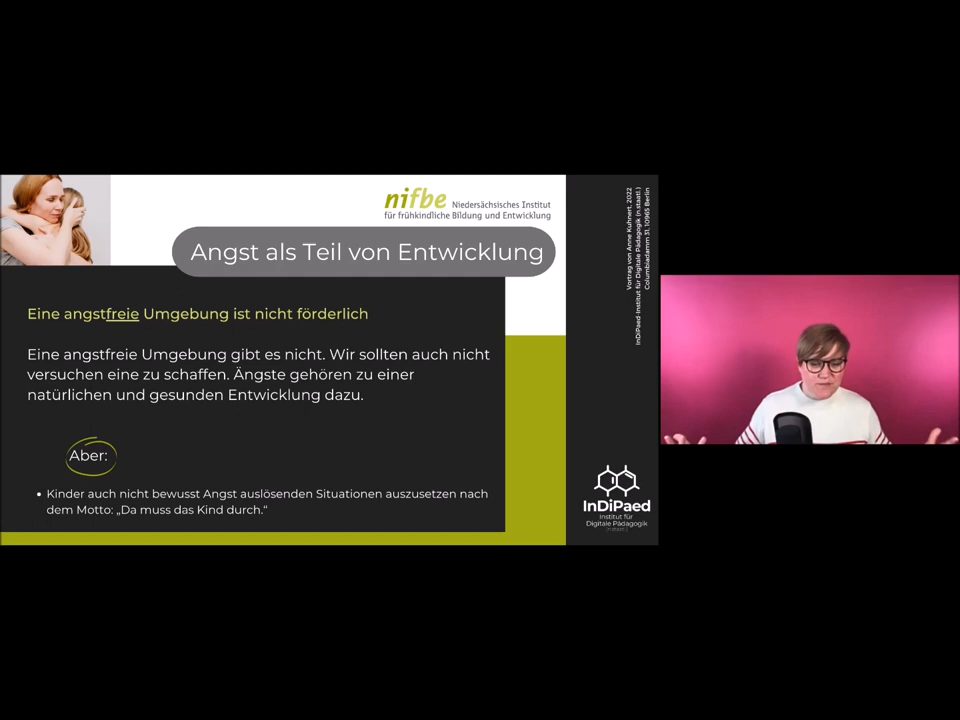 nifbe Niedersächsisches Institut
für frühkindliche Bildung und Entwicklung
Angst als Teil von Entwicklung
Eine angstfreie Umgebung ist nicht förderlich
Eine angstfreie Umgebung gibt es nicht. Wir sollten auch nicht
versuchen eine zu schaffen. Ängste gehören zu einer
natürlichen und gesunden Entwicklung dazu.
Aber:
• Kinder auch nicht bewusst Angst auslösenden Situationen auszusetzen nach
dem Motto: „Da muss das Kind durch.“
Vortrag von Anne Kuhnert, 2022
InDiPaed-Institut für Digitale Pädagogik (n.staatl.)
Columbiadamm 31, 10965 Berlin
InDiPaed
Institut für
Digitale Pädagogik
(n.staatl.)